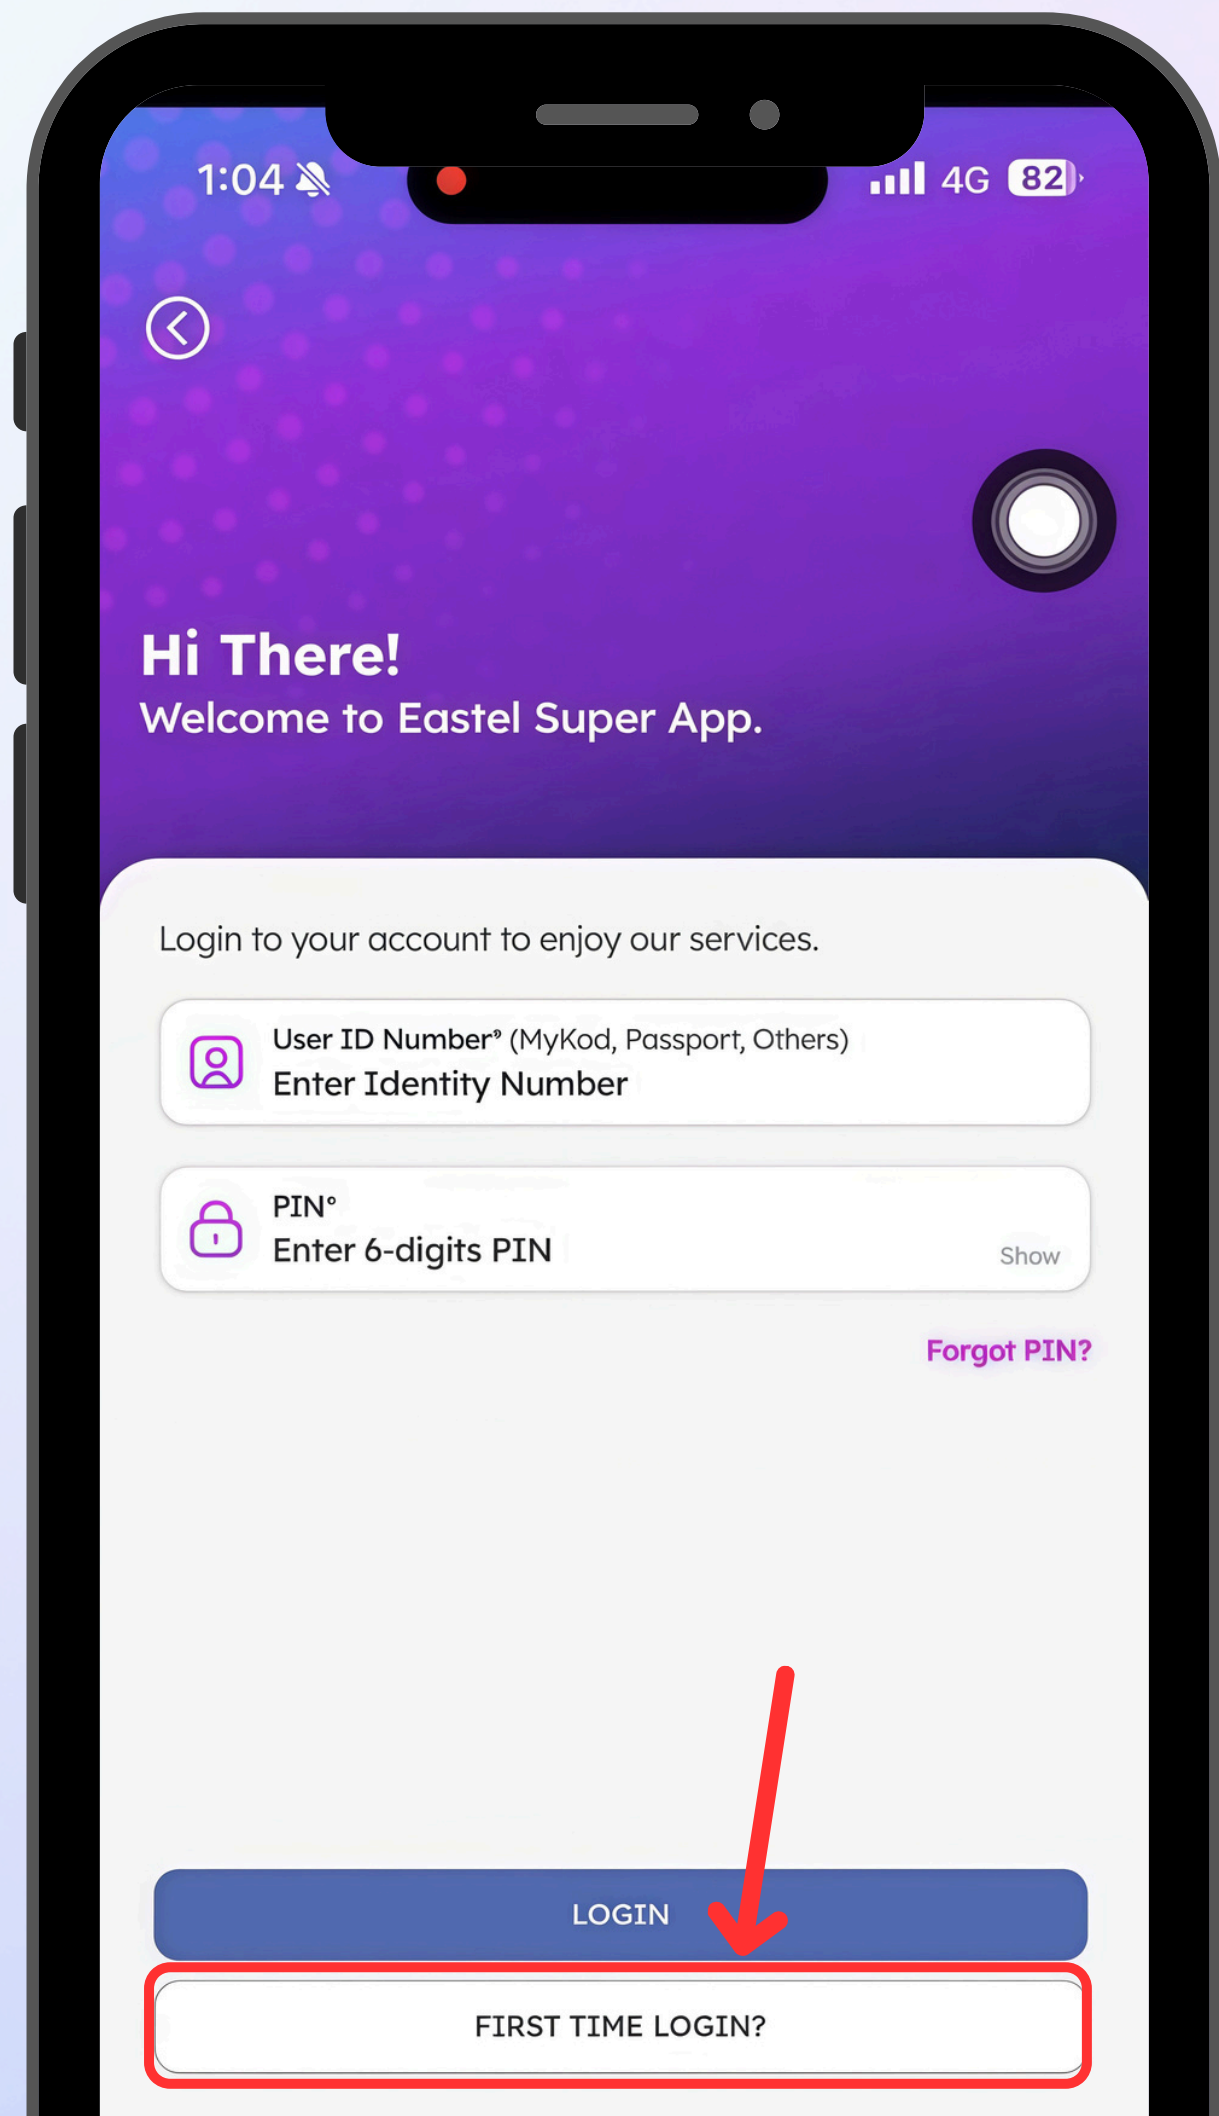 1:04 4G 82
Hi There!
Welcome to Eastel Super App.
Login to your account to enjoy our services.
User ID Number° (MyKod, Passport, Others)
Enter Identity Number
PIN°
Enter 6-digits PIN
Show
Forgot PIN?
LOGIN
FIRST TIME LOGIN?